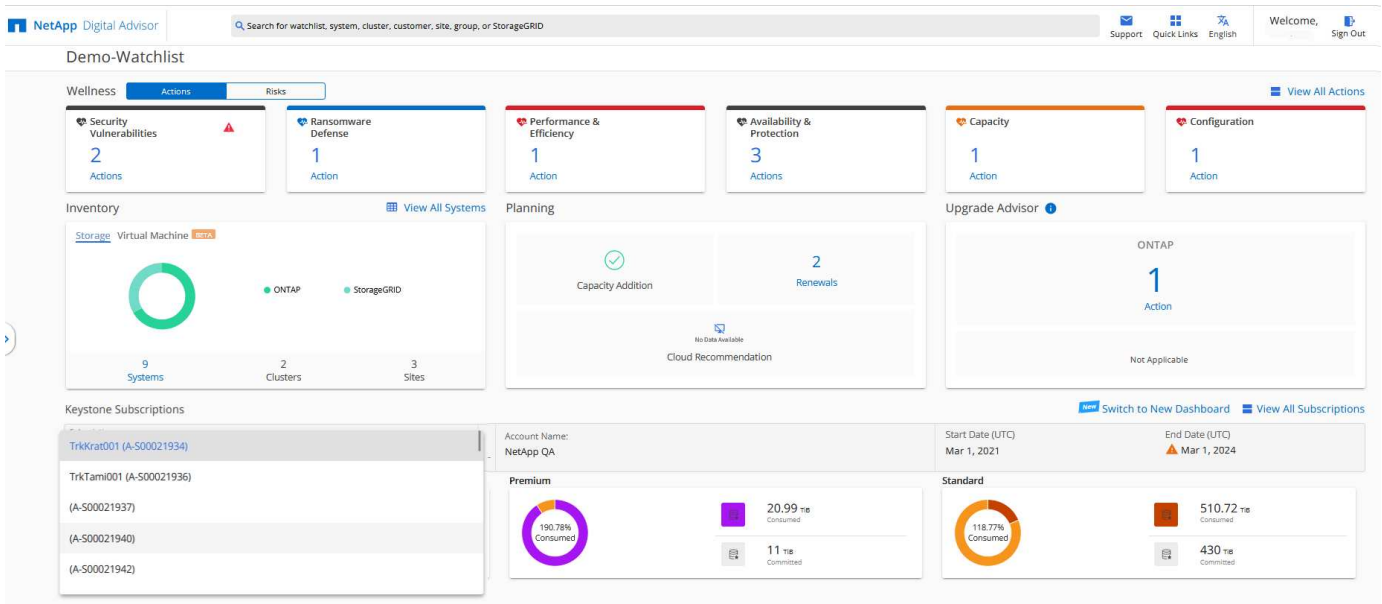 NetApp Digital Advisor
Search for watchlist, system, cluster, customer, site, group, or StorageGRID
Support
Quick Links
English
Welcome,
Sign Out
Demo-Watchlist
Wellness
Actions
Risks
View All Actions
Security
Vulnerabilities
2
Actions
Ransomware
Defense
1
Action
Performance &
Efficiency
1
Action
Availability &
Protection
3
Actions
Capacity
1
Action
Configuration
1
Action
Inventory
View All Systems
Storage Virtual Machine BETA
ONTAP
StorageGRID
9
Systems
2
Clusters
3
Sites
Planning
Capacity Addition
2
Renewals
No Data Available
Cloud Recommendation
Upgrade Advisor
ONTAP
1
Action
Not Applicable
Keystone Subscriptions
New Switch to New Dashboard
View All Subscriptions
TrkKrat001 (A-S00021934)
TrkTami001 (A-S00021936)
(A-S00021937)
(A-S00021940)
(A-S00021942)
Account Name:
NetApp QA
Start Date (UTC)
Mar 1, 2021
End Date (UTC)
Mar 1, 2024
Premium
190.78%
Consumed
20.99 TiB
Consumed
11 TiB
Committed
Standard
118.77%
Consumed
510.72 TiB
Consumed
430 TiB
Committed